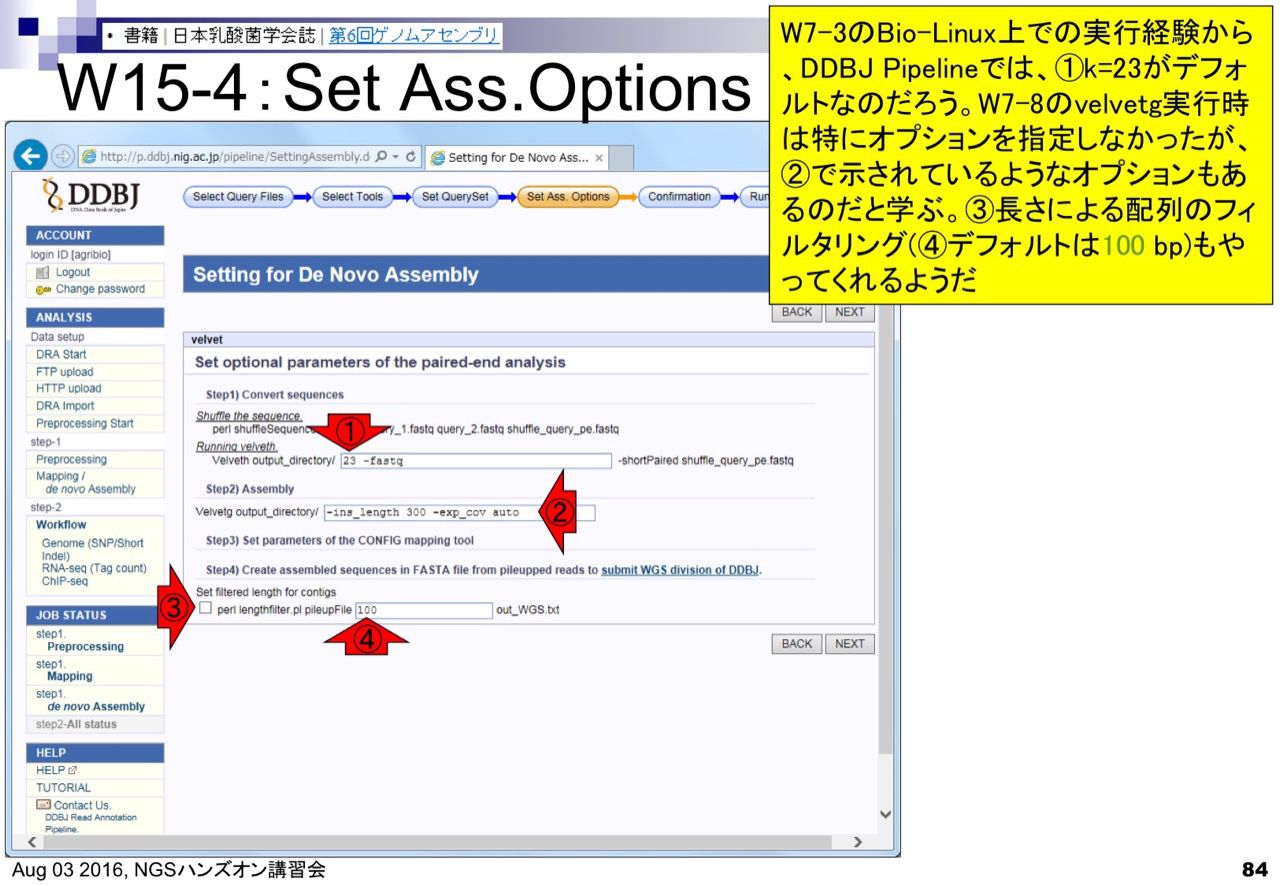 • 書籍 | 日本乳酸菌学会誌 | 第6回ゲノムアセンブリ
W15-4：Set Ass.Options
W7-3のBio-Linux上での実行経験から
、DDBJ Pipelineでは、①k=23がデフォ
ルトなのだろう。W7-8のvelvetg実行時
は特にオプションを指定しなかったが、
②で示されているようなオプションもあ
るのだと学ぶ。③長さによる配列のフィ
ルタリング(④デフォルトは100 bp)もや
ってくれるようだ
http://p.ddbj.nig.ac.jp/pipeline/SettingAssembly.d
Setting for De Novo Ass... ×
DDBJ
DNA Data Bank of Japan
Select Query Files
Select Tools
Set QuerySet
Set Ass. Options
Confirmation
Run
ACCOUNT
login ID [agribio]
Logout
Change password
ANALYSIS
Data setup
DRA Start
FTP upload
HTTP upload
DRA Import
Preprocessing Start
step-1
Preprocessing
Mapping /
de novo Assembly
step-2
Workflow
Genome (SNP/Short
Indel)
RNA-seq (Tag count)
ChIP-seq
JOB STATUS
step1.
Preprocessing
step1.
Mapping
step1.
de novo Assembly
step2-All status
HELP
HELP
TUTORIAL
Contact Us.
DDBJ Read Annotation
Pipeline.
Setting for De Novo Assembly
BACK NEXT
velvet
Set optional parameters of the paired-end analysis
Step1) Convert sequences
Shuffle the sequence.
perl shuffleSequenc ry_1.fastq query_2.fastq shuffle_query_pe.fastq
①
Running velveth.
Velveth output_directory/ 23 -fastq -shortPaired shuffle_query_pe.fastq
Step2) Assembly
Velvetg output_directory/ -ins_length 300 -exp_cov auto ②
Step3) Set parameters of the CONFIG mapping tool
Step4) Create assembled sequences in FASTA file from pileupped reads to submit WGS division of DDBJ.
Set filtered length for contigs
③ perl lengthfilter.pl pileupFile 100 out_WGS.txt
④
BACK NEXT
Aug 03 2016, NGSハンズオン講習会
84